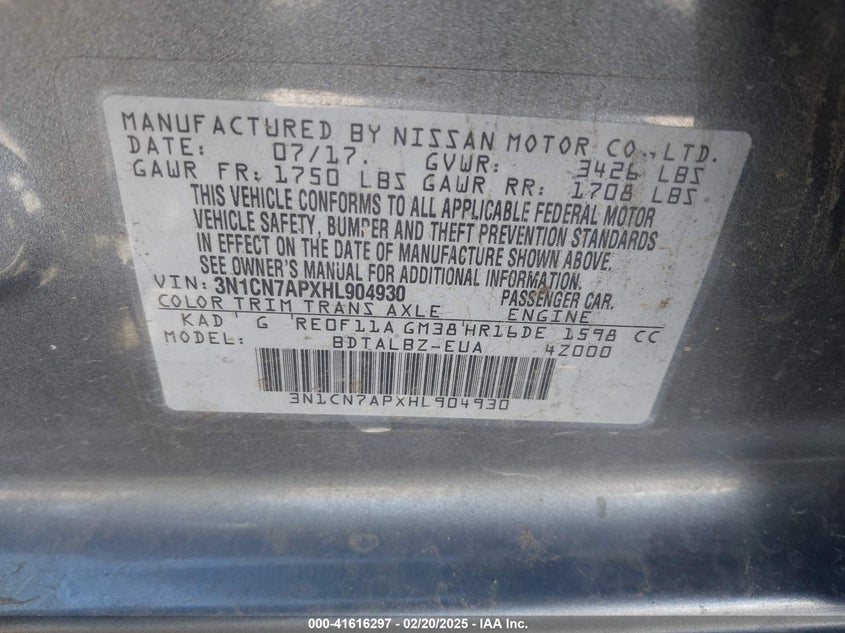 MANUFACTURED BY NISSAN MOTOR CO.,LTD.
DATE: 07/17. GVWR: 3426 LBS
GAWR FR: 1750 LBS GAWR RR: 1708 LBS
THIS VEHICLE CONFORMS TO ALL APPLICABLE FEDERAL MOTOR
VEHICLE SAFETY, BUMPER AND THEFT PREVENTION STANDARDS
IN EFFECT ON THE DATE OF MANUFACTURE SHOWN ABOVE.
SEE OWNER'S MANUAL FOR ADDITIONAL INFORMATION.
VIN: 3N1CN7APXHL904930 PASSENGER CAR.
COLOR TRIM TRANS AXLE ENGINE
KAD G RE0F11A GM38 HR16DE 1598 CC
MODEL: BDTALBZ-EUA 4Z000
3N1CN7APXHL904930
000-41616297 - 02/20/2025 - IAA Inc.